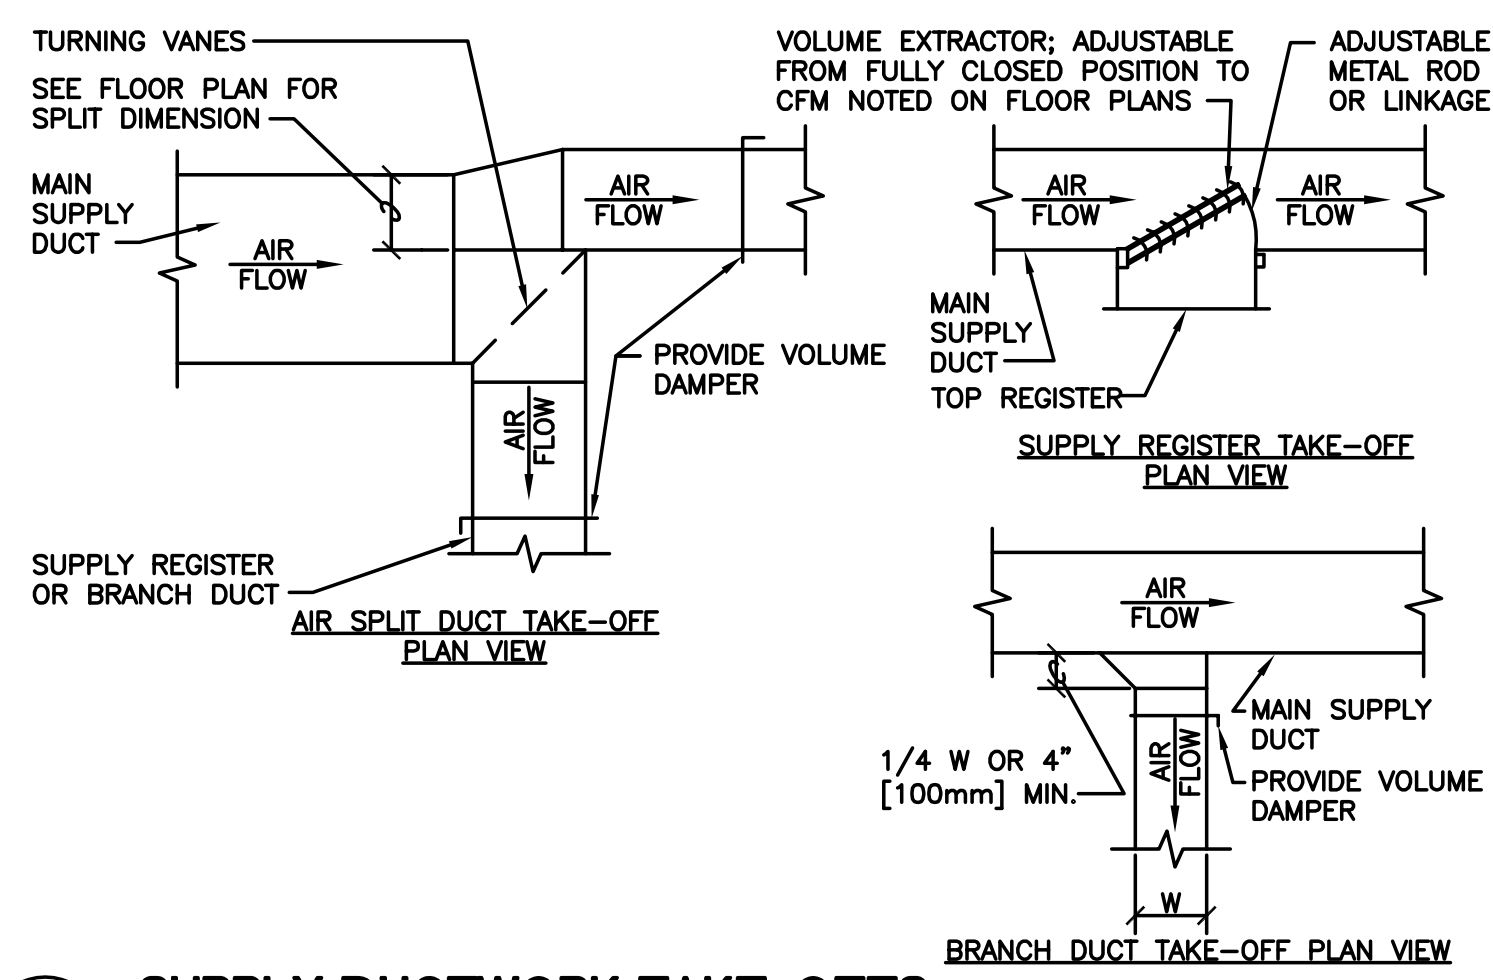 TURNING VANES
SEE FLOOR PLAN FOR
SPLIT DIMENSION
MAIN
SUPPLY
DUCT
AIR
FLOW
AIR
FLOW
PROVIDE VOLUME
DAMPER
AIR
FLOW
SUPPLY REGISTER
OR BRANCH DUCT
AIR SPLIT DUCT TAKE-OFF
PLAN VIEW
VOLUME EXTRACTOR; ADJUSTABLE
FROM FULLY CLOSED POSITION TO
CFM NOTED ON FLOOR PLANS
ADJUSTABLE
METAL ROD
OR LINKAGE
AIR
FLOW
AIR
FLOW
MAIN
SUPPLY
DUCT
TOP REGISTER
SUPPLY REGISTER TAKE-OFF
PLAN VIEW
AIR
FLOW
MAIN SUPPLY
DUCT
1/4 W OR 4"
[100mm] MIN.
AIR
FLOW
PROVIDE VOLUME
DAMPER
W
BRANCH DUCT TAKE-OFF PLAN VIEW
SUPPLY DUCTWORK TAKE-OFFS